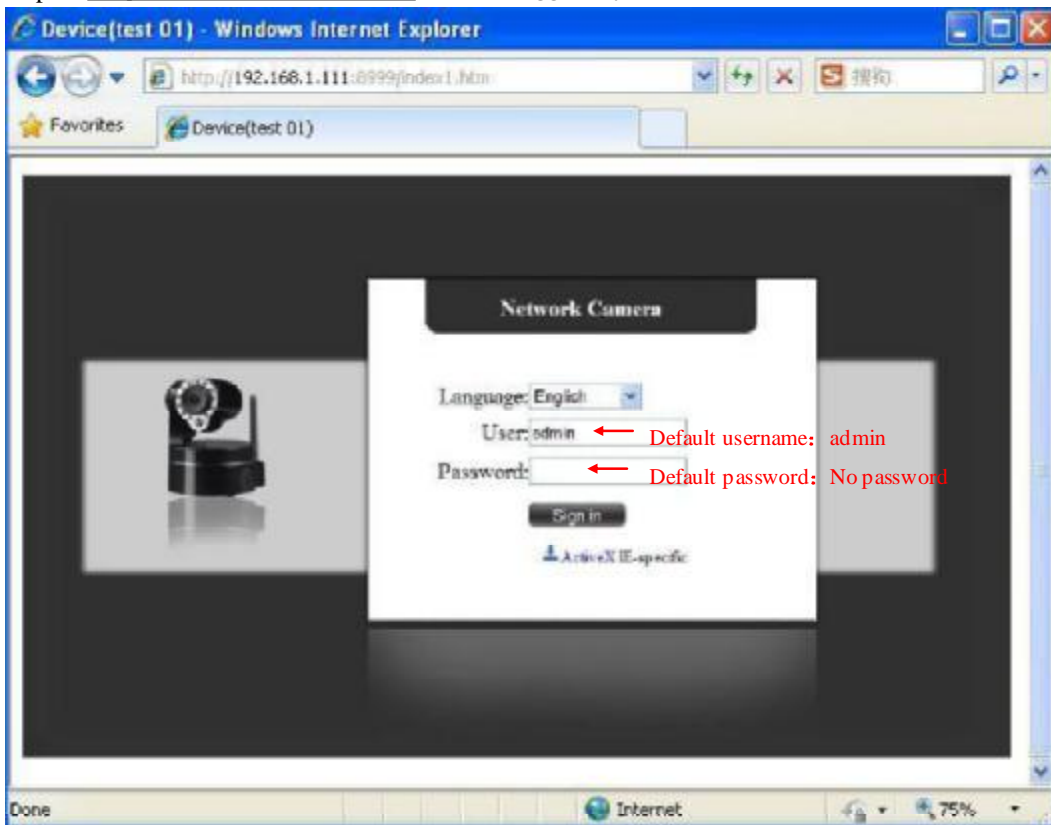 Device(test 01) - Windows Internet Explorer
http://192.168.1.111:8999/index1.htm
搜狗
Favorites
Device(test 01)
Network Camera
Language: English
User: admin
Default username：admin
Password:
Default password：No password
Sign in
ActiveX IE-specific
Done
Internet
75%